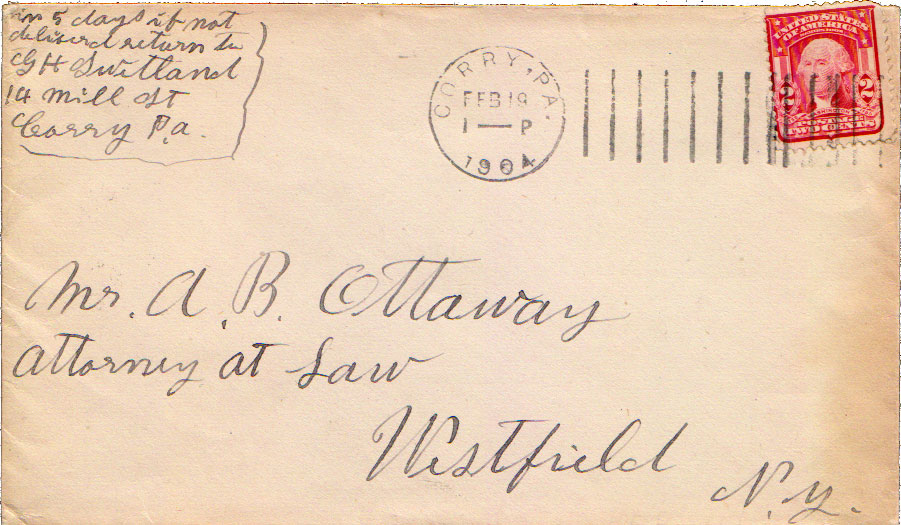 in 5 days if not
deliverd return to
G H Swetland
14 Mill St
Corry Pa.
CORRY, PA.
FEB 19
1 — P
1904
UNITED STATES
OF AMERICA
2 2
TWO CENTS
Mr. A. B. Ottaway
Attorney at Law
Westfield
N.Y.